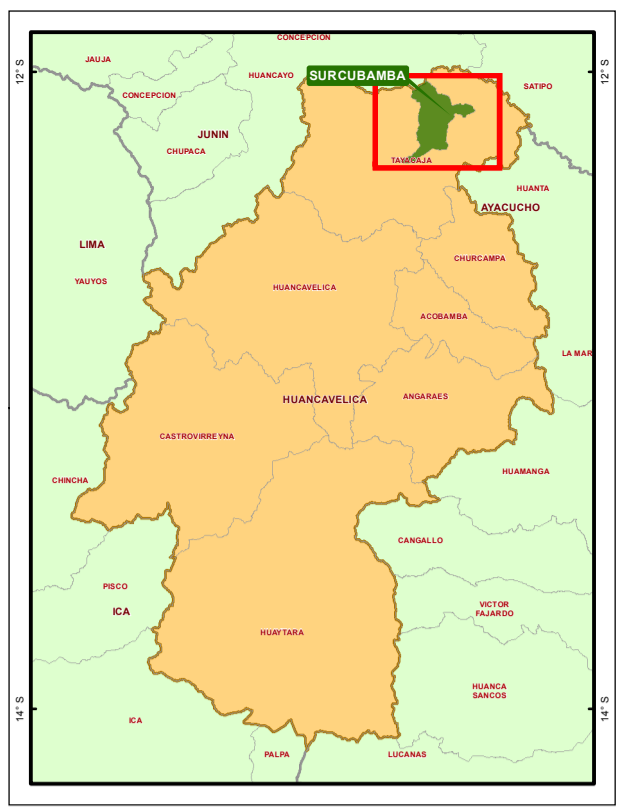 CONCEPCION
JAUJA
12° S
12° S
HUANCAYO
SURCUBAMBA
SATIPO
CONCEPCION
JUNIN
CHUPACA
TAYACAJA
HUANTA
AYACUCHO
LIMA
CHURCAMPA
YAUYOS
HUANCAVELICA
ACOBAMBA
LA MAR
HUANCAVELICA
ANGARAES
CASTROVIRREYNA
HUAMANGA
CHINCHA
CANGALLO
PISCO
ICA
VICTOR
FAJARDO
HUAYTARA
HUANCA
SANCOS
14° S
14° S
ICA
PALPA
LUCANAS